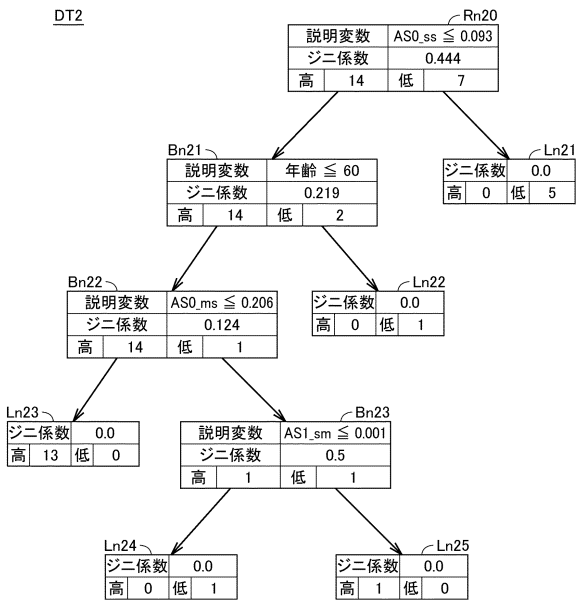 DT2
Rn20
説明変数 AS0_ss ≦ 0.093
ジニ係数 0.444
高 14 低 7
Bn21
説明変数 年齢 ≦ 60
ジニ係数 0.219
高 14 低 2
Ln21
ジニ係数 0.0
高 0 低 5
Bn22
説明変数 AS0_ms ≦ 0.206
ジニ係数 0.124
高 14 低 1
Ln22
ジニ係数 0.0
高 0 低 1
Ln23
ジニ係数 0.0
高 13 低 0
Bn23
説明変数 AS1_sm ≦ 0.001
ジニ係数 0.5
高 1 低 1
Ln24
ジニ係数 0.0
高 0 低 1
Ln25
ジニ係数 0.0
高 1 低 0